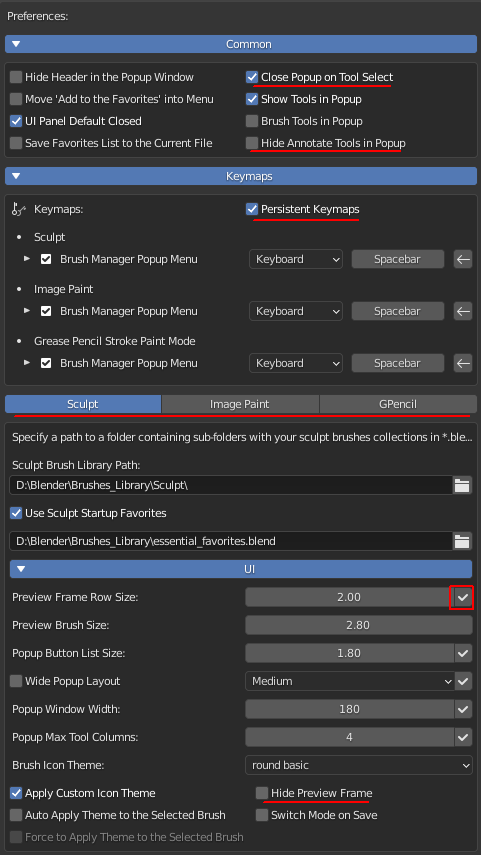 Preferences:
Common
Hide Header in the Popup Window Close Popup on Tool Select
Move 'Add to the Favorites' into Menu Show Tools in Popup
UI Panel Default Closed Brush Tools in Popup
Save Favorites List to the Current File Hide Annotate Tools in Popup
Keymaps
Keymaps: Persistent Keymaps
• Sculpt
Brush Manager Popup Menu Keyboard Spacebar
• Image Paint
Brush Manager Popup Menu Keyboard Spacebar
• Grease Pencil Stroke Paint Mode
Brush Manager Popup Menu Keyboard Spacebar
Sculpt Image Paint GPencil
Specify a path to a folder containing sub-folders with your sculpt brushes collections in *.ble...
Sculpt Brush Library Path:
D:\Blender\Brushes_Library\Sculpt\
Use Sculpt Startup Favorites
D:\Blender\Brushes_Library\essential_favorites.blend
UI
Preview Frame Row Size: 2.00
Preview Brush Size: 2.80
Popup Button List Size: 1.80
Wide Popup Layout Medium
Popup Window Width: 180
Popup Max Tool Columns: 4
Brush Icon Theme: round basic
Apply Custom Icon Theme Hide Preview Frame
Auto Apply Theme to the Selected Brush Switch Mode on Save
Force to Apply Theme to the Selected Brush